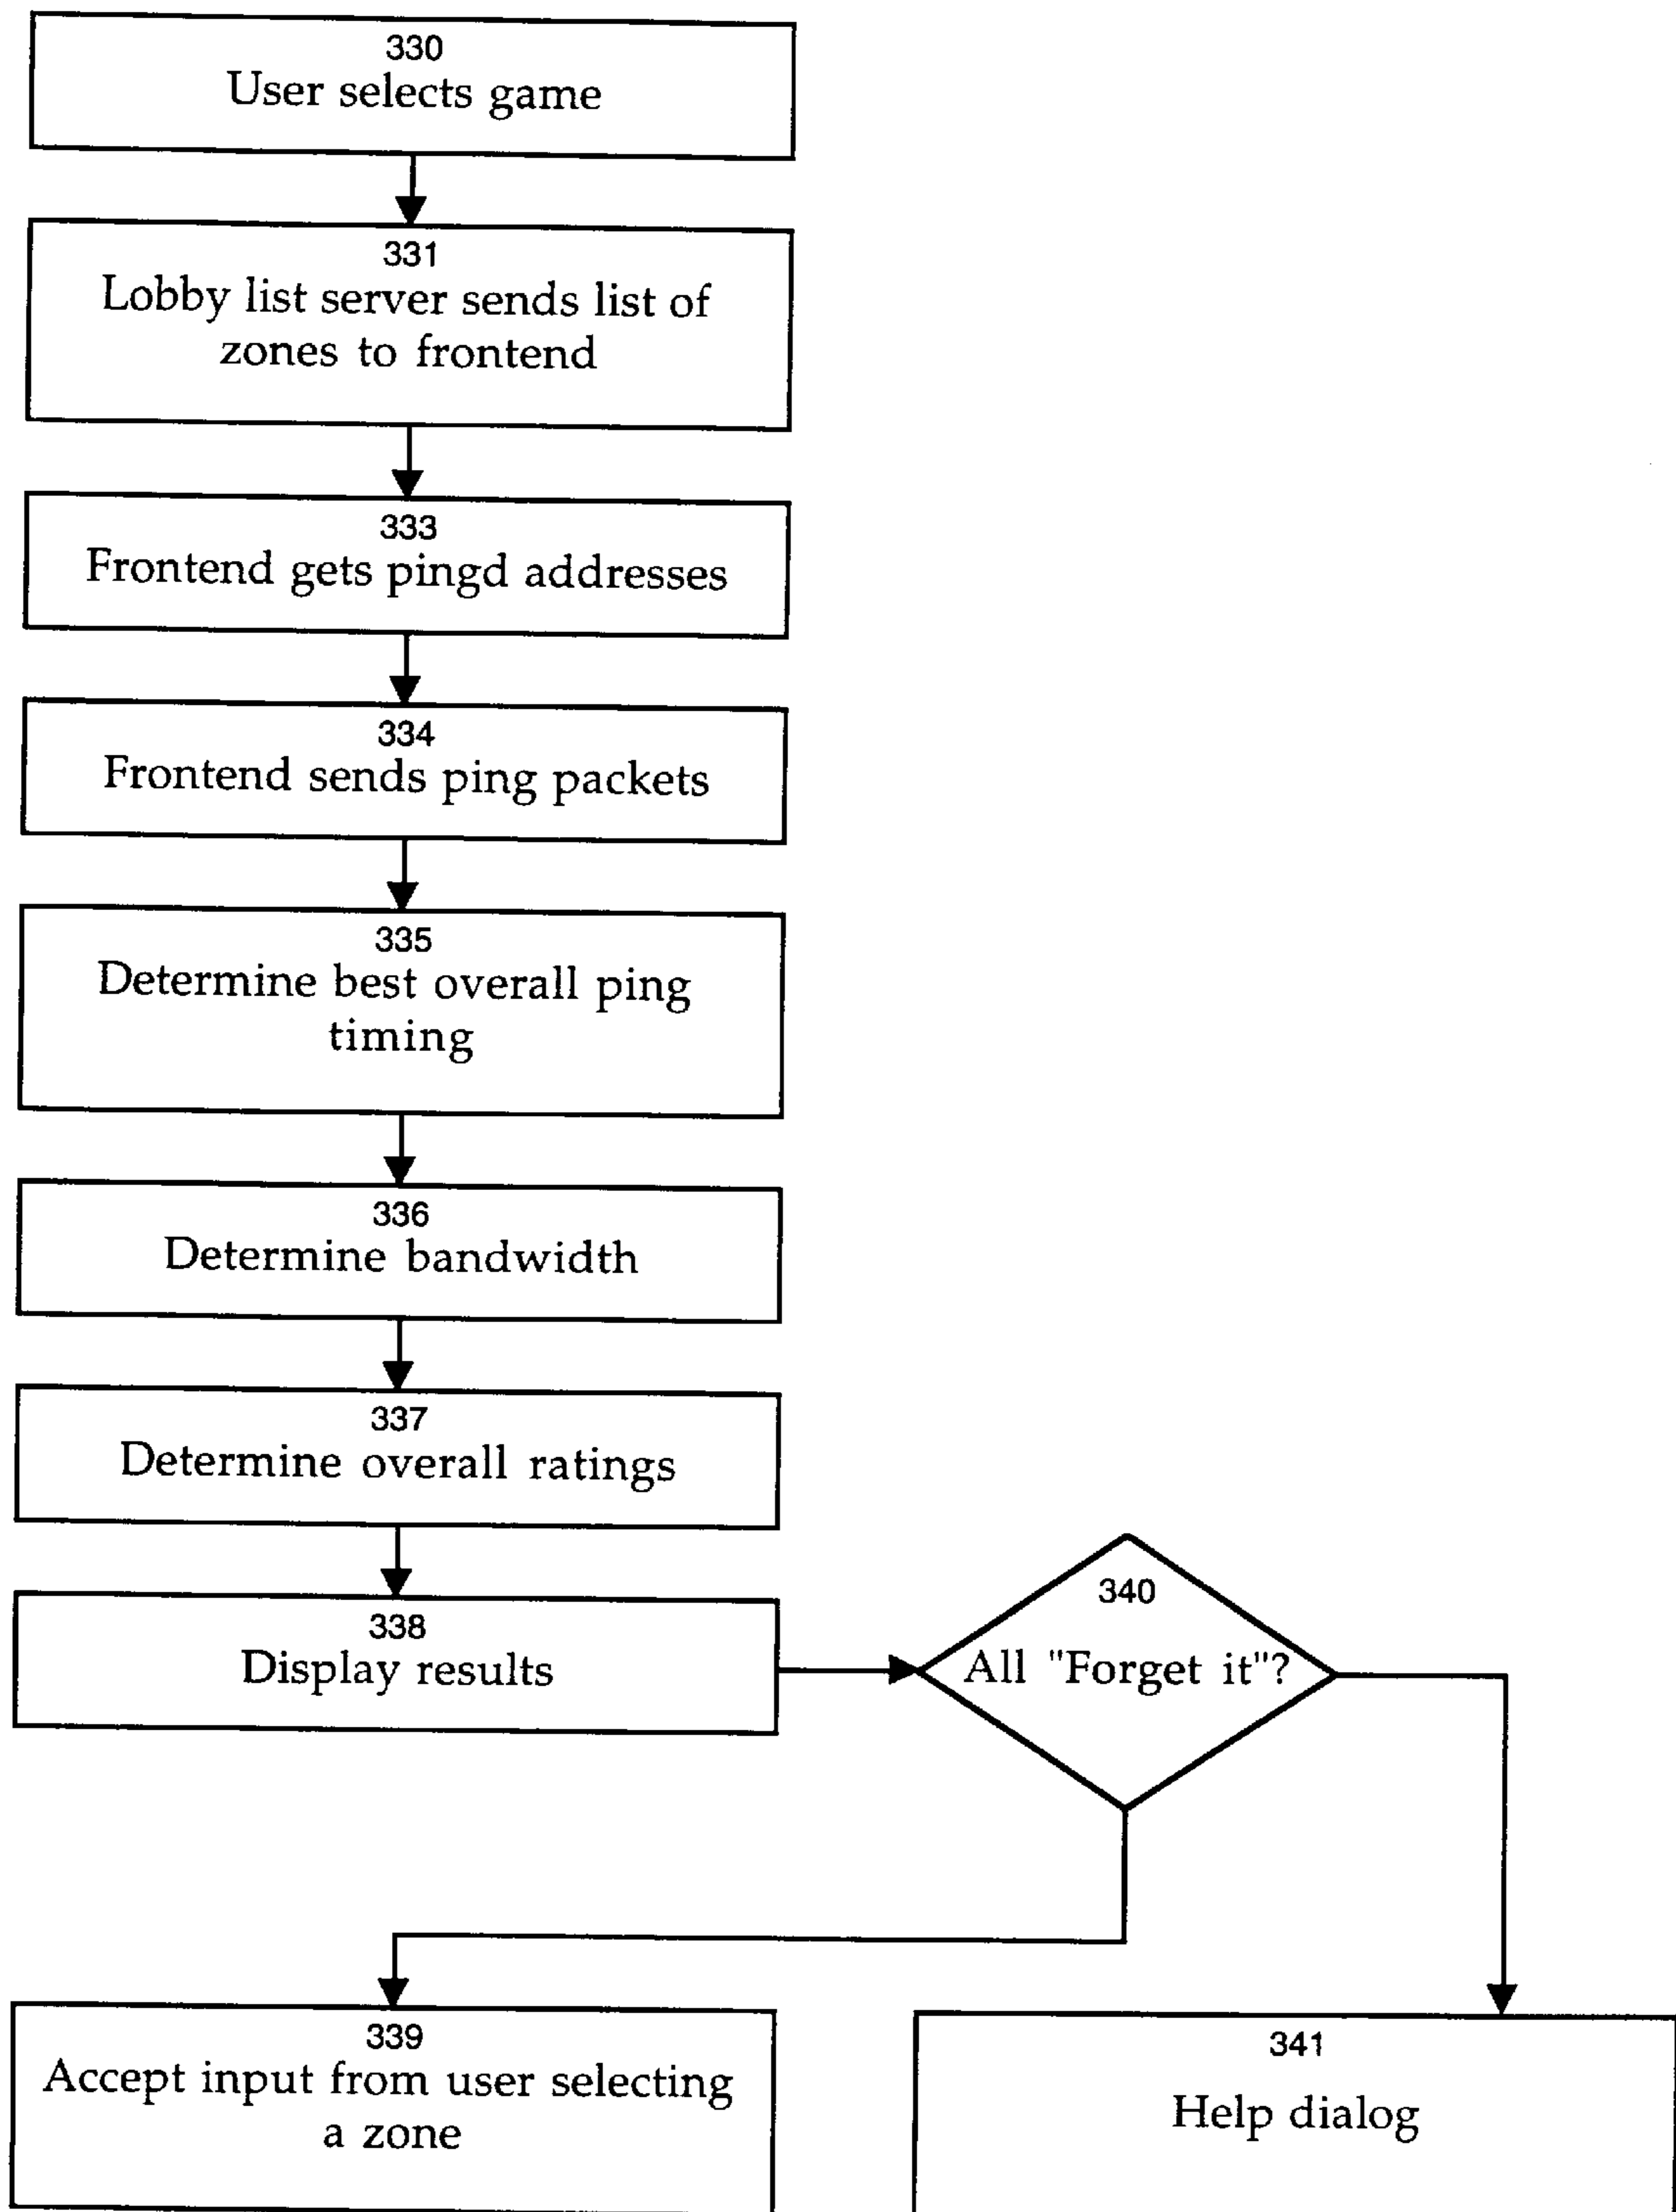 330
User selects game
331
Lobby list server sends list of
zones to frontend
333
Frontend gets pingd addresses
334
Frontend sends ping packets
335
Determine best overall ping
timing
336
Determine bandwidth
337
Determine overall ratings
338
Display results
340
All "Forget it"?
339
Accept input from user selecting
a zone
341
Help dialog